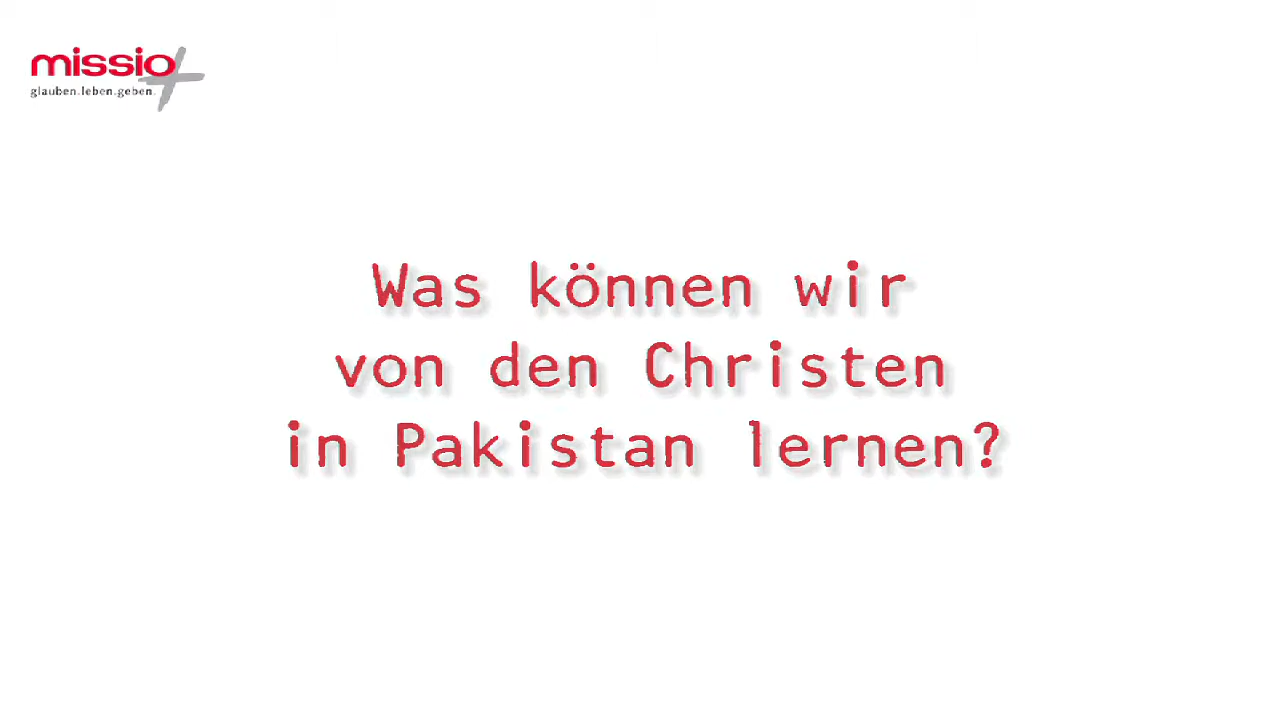 missio
glauben.leben.geben.
Was können wir
von den Christen
in Pakistan lernen?